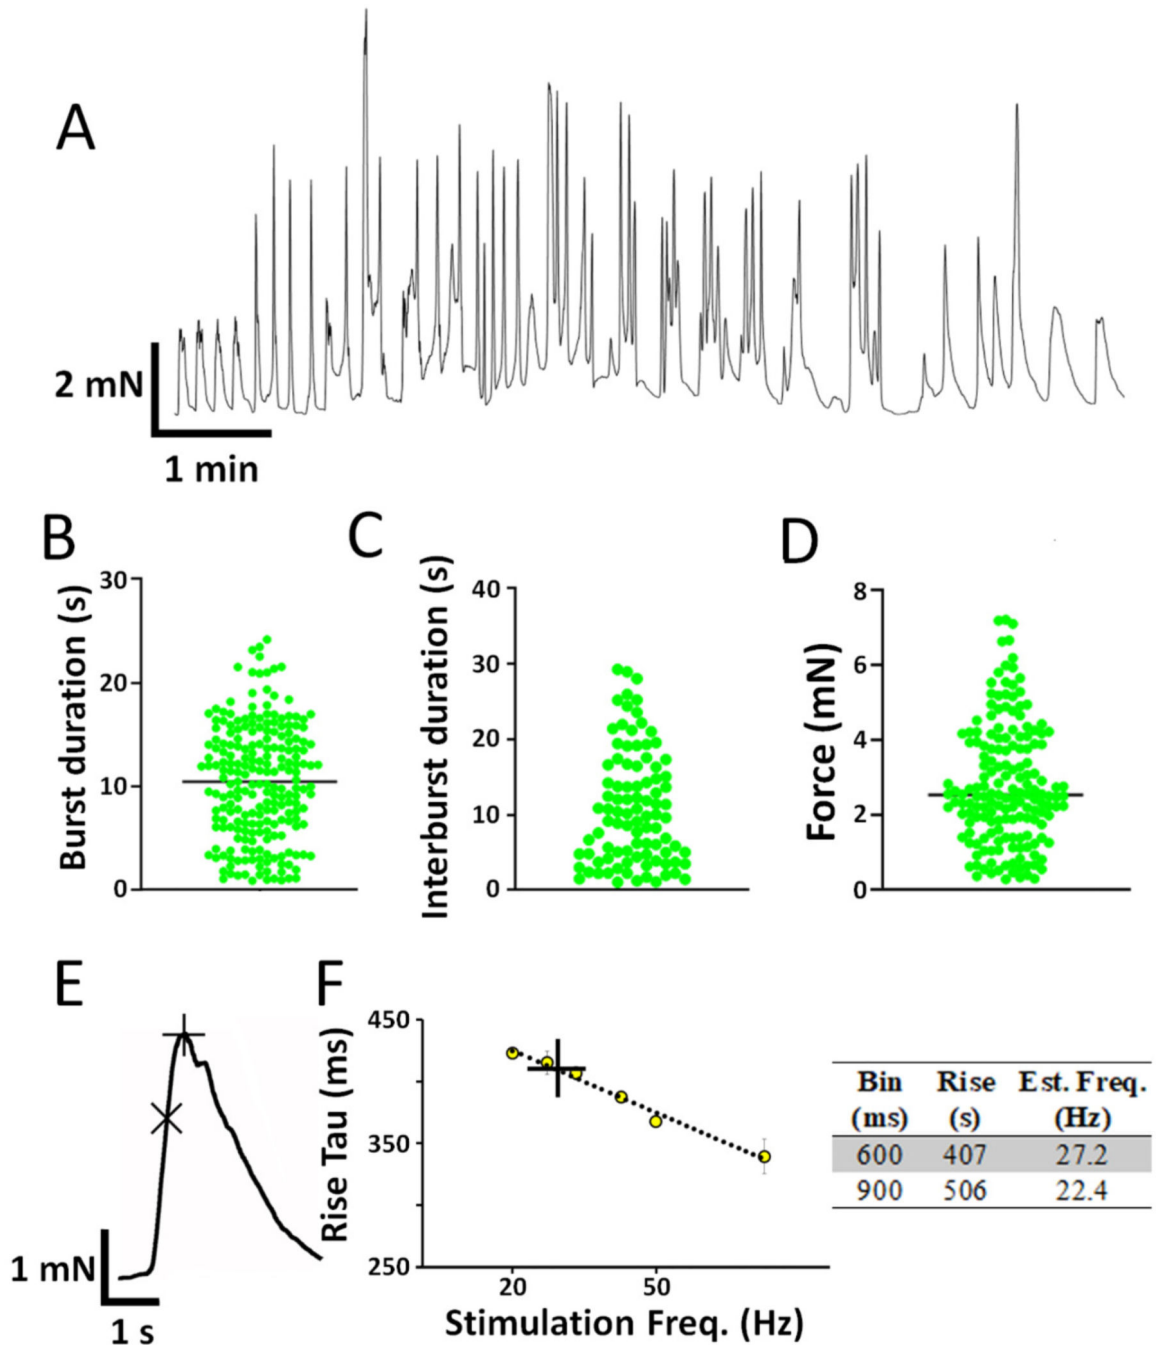 A
2 mN
1 min
B
C
D
Burst duration (s)
30
20
10
0
Interburst duration (s)
40
30
20
10
0
Force (mN)
8
6
4
2
0
E
F
1 mN
1 s
Rise Tau (ms)
450
350
250
20
50
Stimulation Freq. (Hz)
Bin Rise Est. Freq.
(ms) (s) (Hz)
600 407 27.2
900 506 22.4